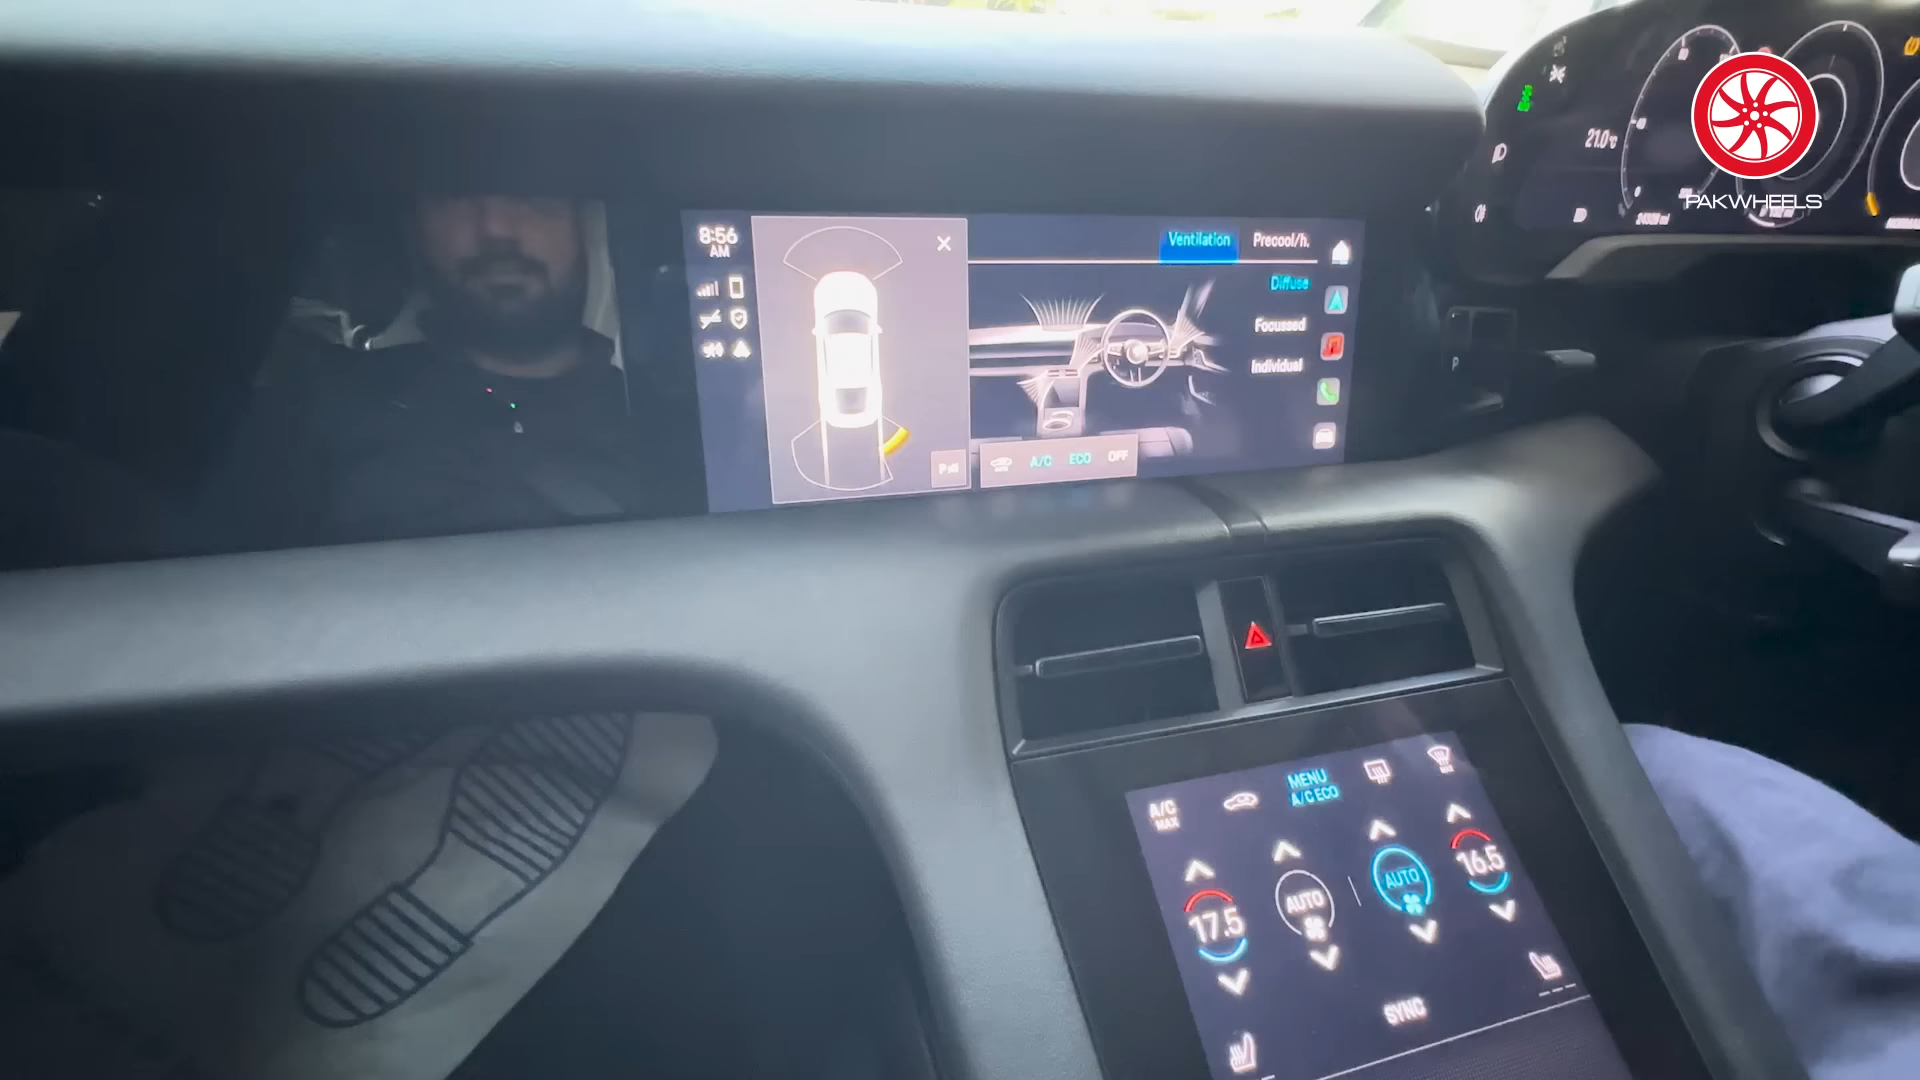 8:56
AM
Ventilation
Precool/h.
Diffuse
Focussed
Individual
A/C
ECO
OFF
21.0°C
PAKWHEELS
P
MENU
A/C ECO
A/C
MAX
17.5
AUTO
AUTO
16.5
SYNC